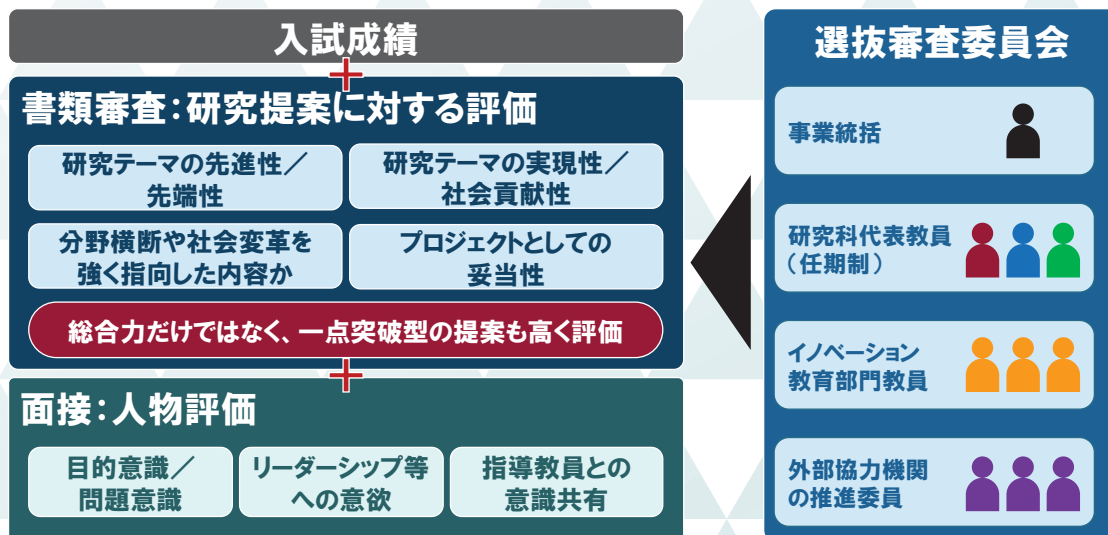 入試成績
+
書類審査：研究提案に対する評価
研究テーマの先進性／
先端性
研究テーマの実現性／
社会貢献性
分野横断や社会変革を
強く指向した内容か
プロジェクトとしての
妥当性
総合力だけではなく、一点突破型の提案も高く評価
+
面接：人物評価
目的意識／
問題意識
リーダーシップ等
への意欲
指導教員との
意識共有
選抜審査委員会
事業統括
研究科代表教員
（任期制）
イノベーション
教育部門教員
外部協力機関
の推進委員